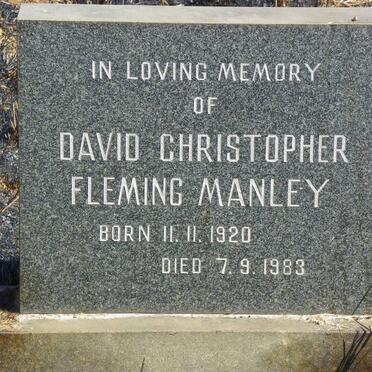 IN LOVING MEMORY
OF
DAVID CHRISTOPHER
FLEMING MANLEY
BORN 11. 11. 1920
DIED 7. 9. 1983